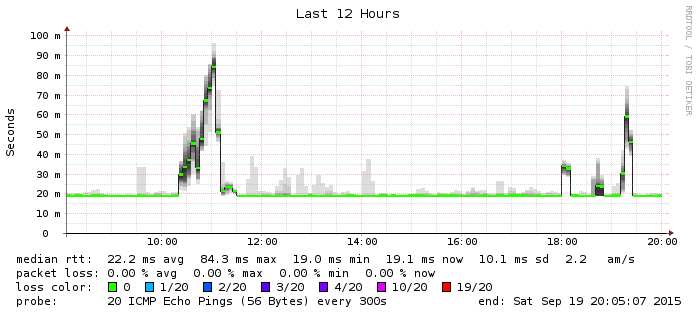 Last 12 Hours
RRDTOOL / TOBI OETIKER
Seconds
100 m
90 m
80 m
70 m
60 m
50 m
40 m
30 m
20 m
10 m
0
10:00 12:00 14:00 16:00 18:00 20:00
median rtt: 22.2 ms avg 84.3 ms max 19.0 ms min 19.1 ms now 10.1 ms sd 2.2 am/s
packet loss: 0.00 % avg 0.00 % max 0.00 % min 0.00 % now
loss color: 0 1/20 2/20 3/20 4/20 10/20 19/20
probe: 20 ICMP Echo Pings (56 Bytes) every 300s end: Sat Sep 19 20:05:07 2015